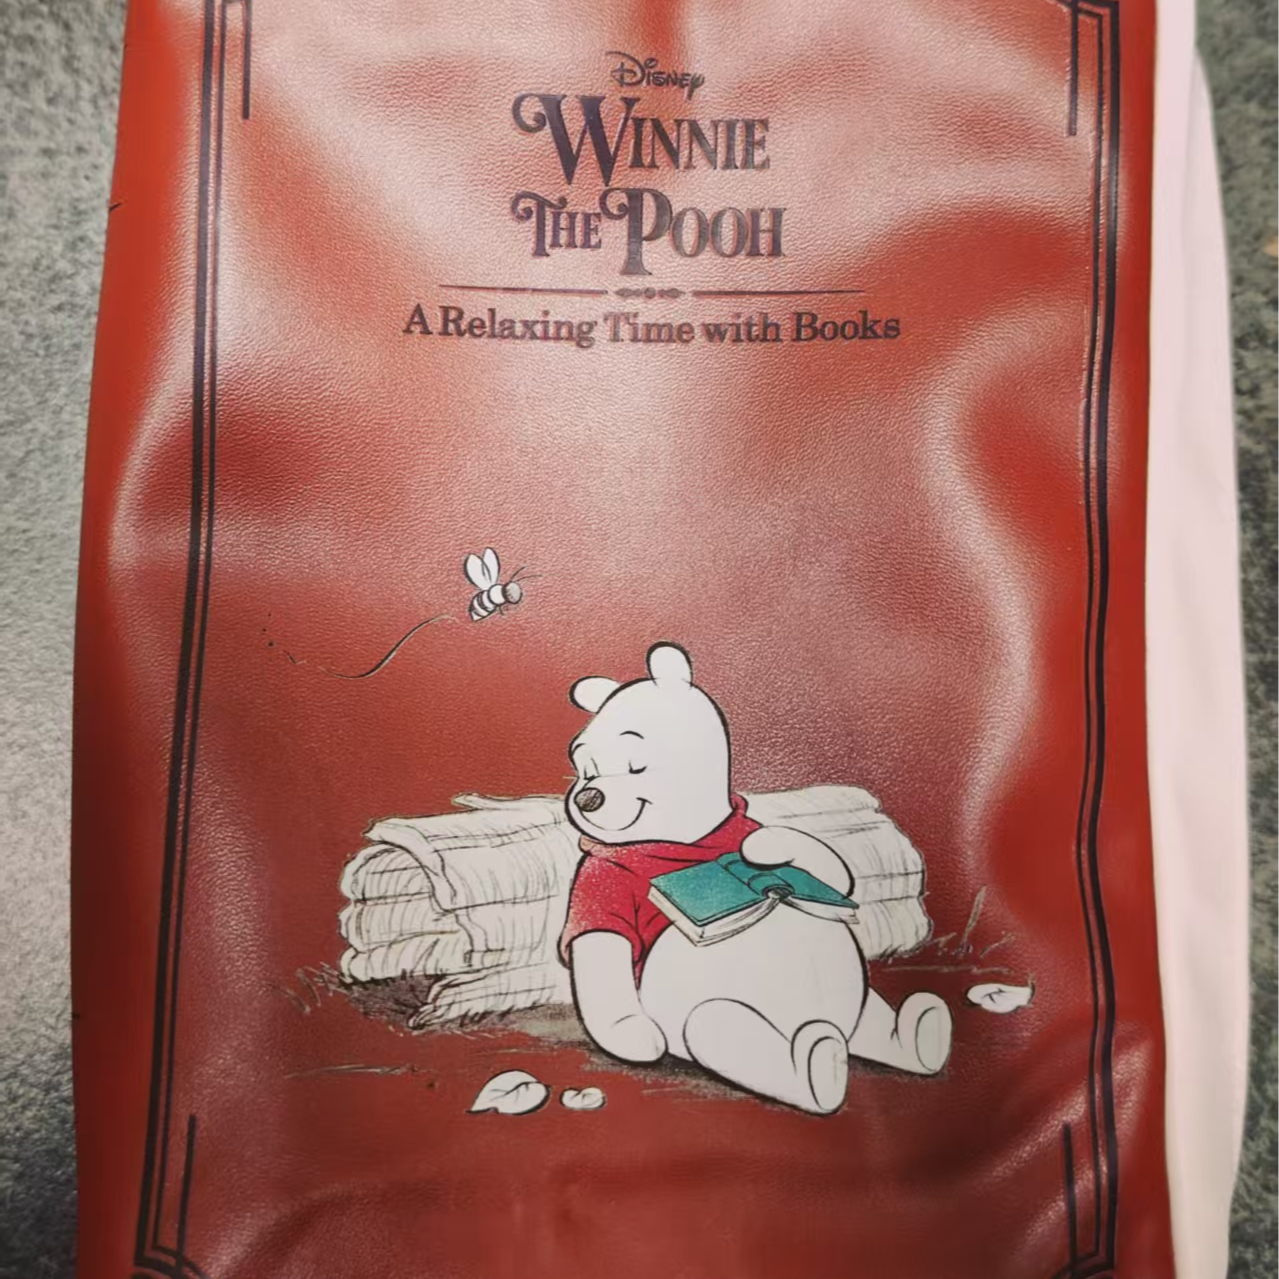 Disney
WINNIE
THE POOH
A Relaxing Time with Books